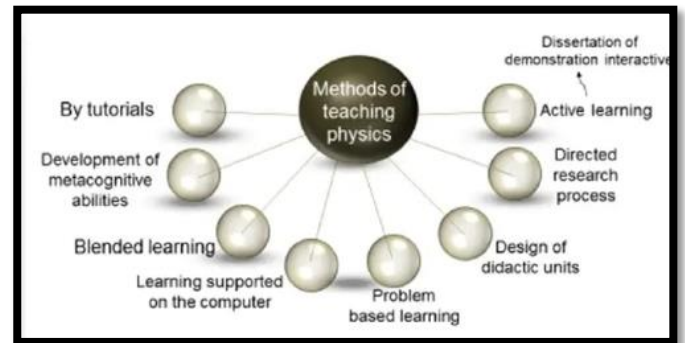 Methods of
teaching
physics
By tutorials
Development of
metacognitive
abilities
Blended learning
Learning supported
on the computer
Problem
based learning
Design of
didactic units
Directed
research
process
Active learning
Dissertation of
demonstration interactive